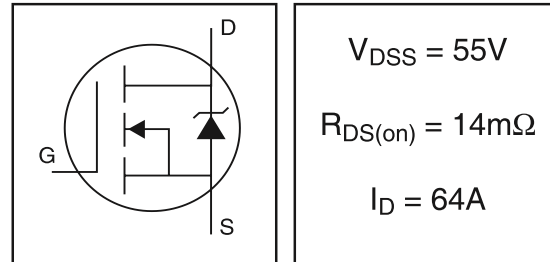 D
G
S
V_DSS = 55V
R_DS(on) = 14mΩ
I_D = 64A